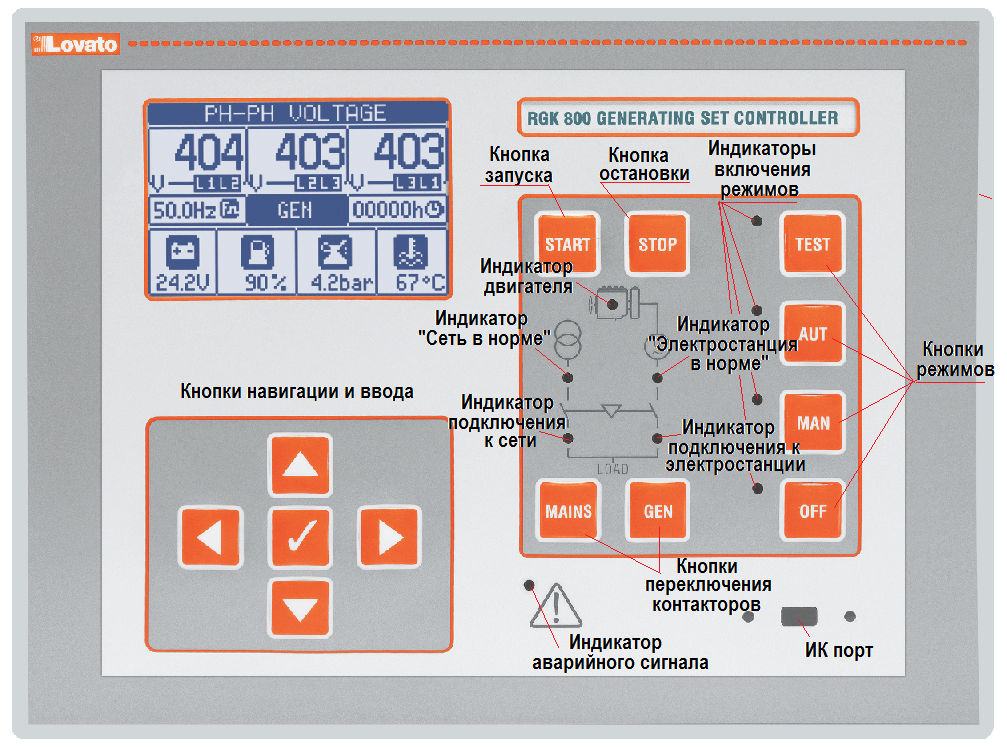 Lovato
PH-PH VOLTAGE
404 403 403
V L1L2 V L2L3 V L3L1
50.0Hz GEN 00000h
24.2V 90% 4.2bar 67°C
RGK 800 GENERATING SET CONTROLLER
Кнопка
запуска
Кнопка
остановки
Индикаторы
включения
режимов
START STOP TEST
Индикатор
двигателя
Индикатор
"Сеть в норме"
Индикатор
"Электростанция
в норме"
AUT
Кнопки
режимов
Кнопки навигации и ввода
Индикатор
подключения
к сети
Индикатор
подключения к
электростанции
MAN
LOAD
MAINS GEN OFF
Кнопки
переключения
контакторов
Индикатор
аварийного сигнала
ИК порт